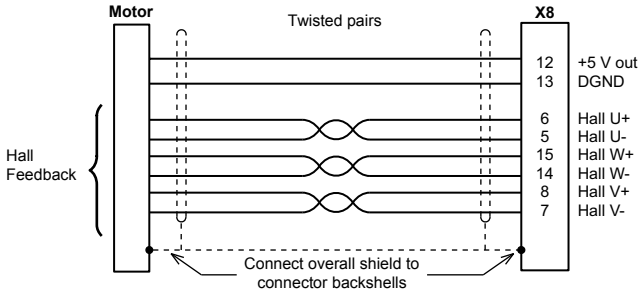 Motor
Twisted pairs
X8
12 +5 V out
13 DGND
6 Hall U+
5 Hall U-
15 Hall W+
14 Hall W-
8 Hall V+
7 Hall V-
Hall
Feedback
Connect overall shield to
connector backshells